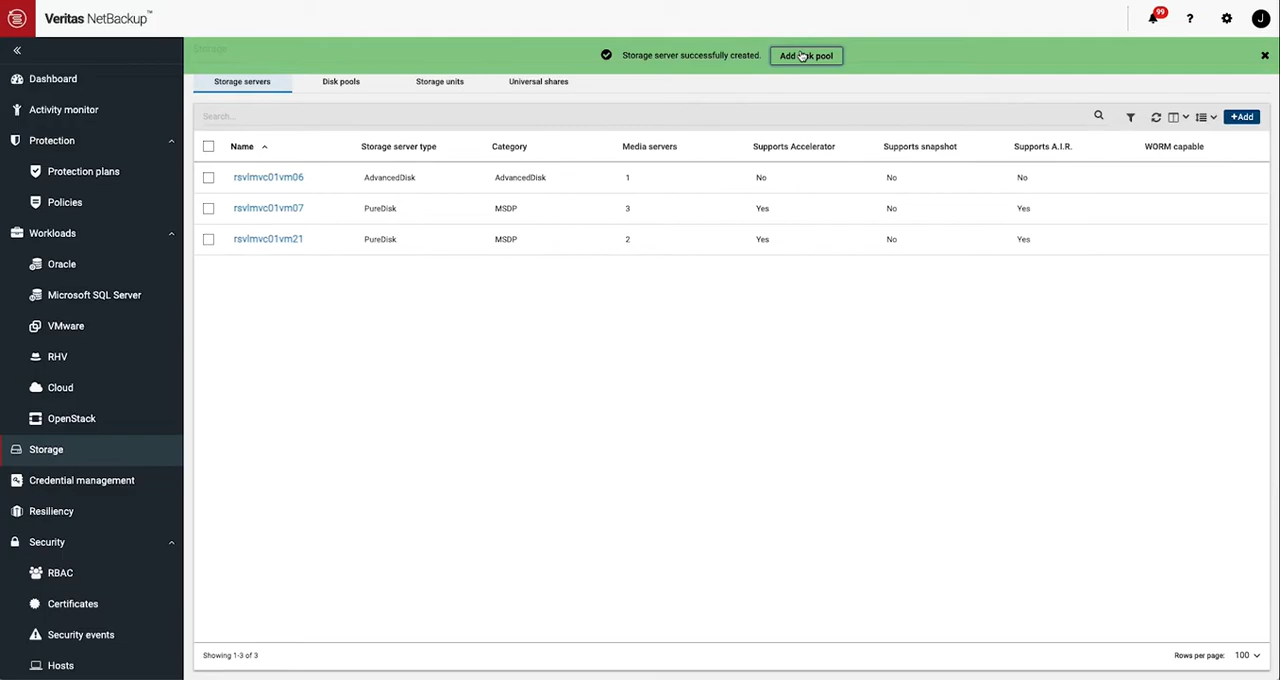 Veritas NetBackup™
99
?
J
Dashboard
Activity monitor
Protection
Protection plans
Policies
Workloads
Oracle
Microsoft SQL Server
VMware
RHV
Cloud
OpenStack
Storage
Credential management
Resiliency
Security
RBAC
Certificates
Security events
Hosts
Storage
Storage server successfully created. Add disk pool
Storage servers Disk pools Storage units Universal shares
Search...
+Add
Name Storage server type Category Media servers Supports Accelerator Supports snapshot Supports A.I.R. WORM capable
rsvlmvc01vm06 AdvancedDisk AdvancedDisk 1 No No No
rsvlmvc01vm07 PureDisk MSDP 3 Yes No Yes
rsvlmvc01vm21 PureDisk MSDP 2 Yes No Yes
Showing 1-3 of 3 Rows per page: 100